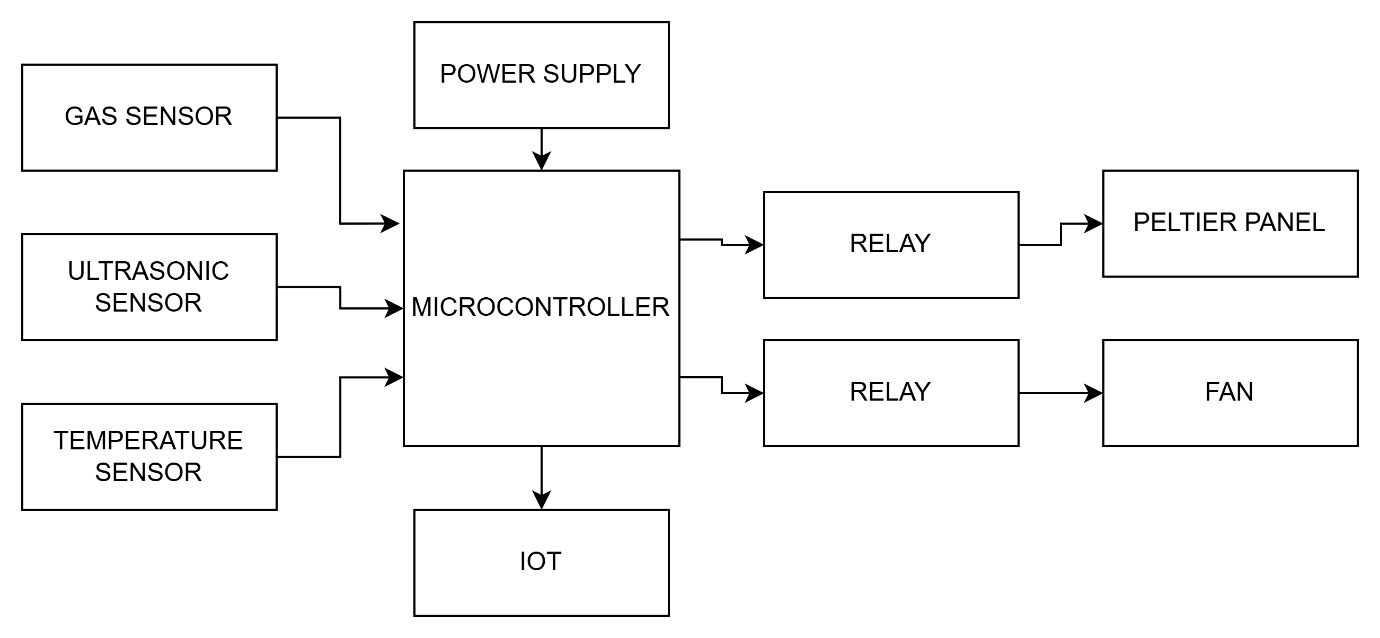 POWER SUPPLY
GAS SENSOR
ULTRASONIC
SENSOR
TEMPERATURE
SENSOR
MICROCONTROLLER
RELAY
PELTIER PANEL
RELAY
FAN
IOT